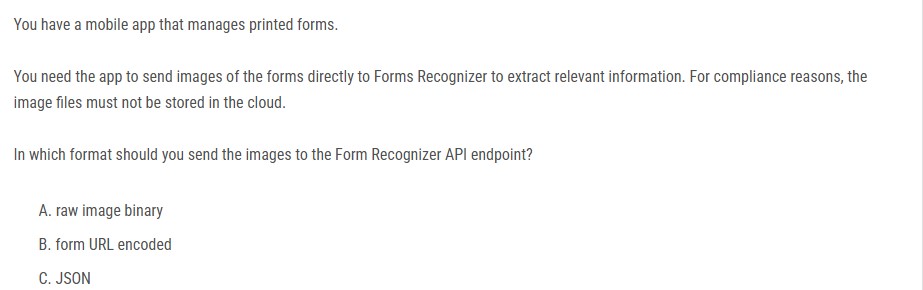 You have a mobile app that manages printed forms.
You need the app to send images of the forms directly to Forms Recognizer to extract relevant information. For compliance reasons, the
image files must not be stored in the cloud.
In which format should you send the images to the Form Recognizer API endpoint?
A. raw image binary
B. form URL encoded
C. JSON